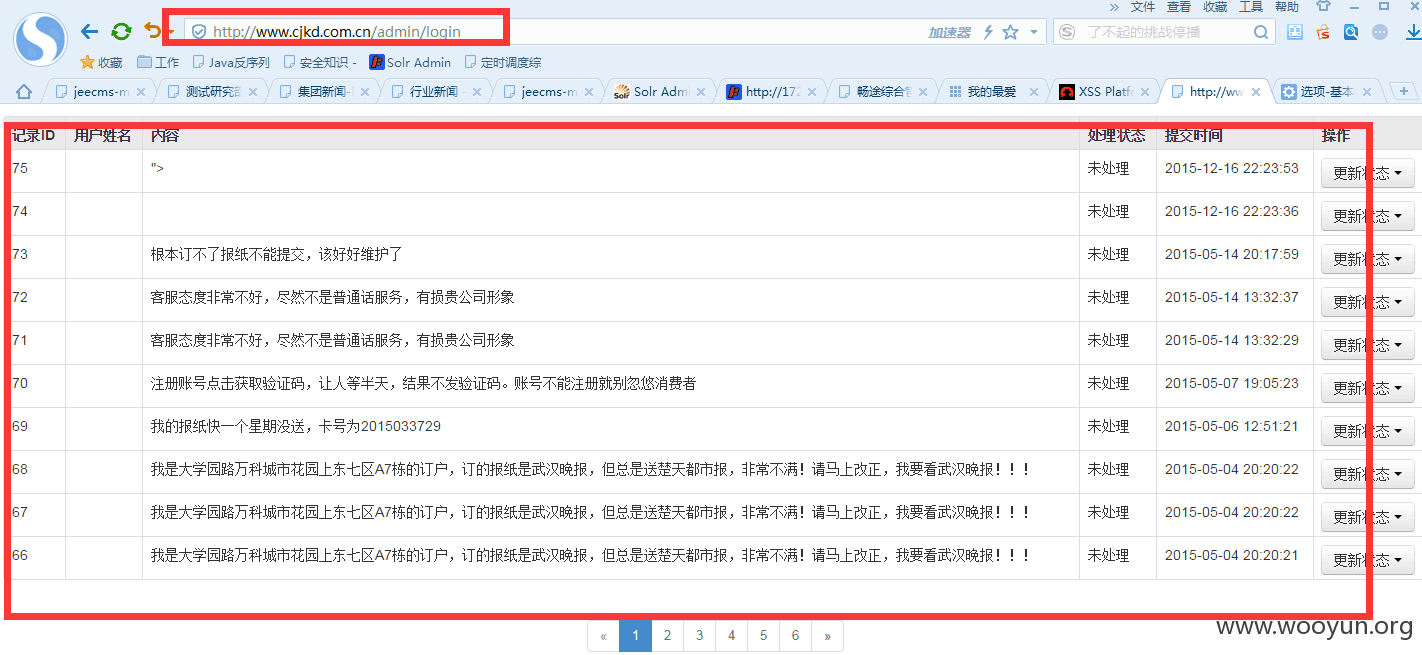 » 文件 查看 收藏 工具 帮助
http://www.cjkd.com.cn/admin/login 加速器 了不起的挑战停播
收藏 工作 Java反序列 安全知识 - Solr Admin 定时调度综
jeecms-m 测试研究部 集团新闻- 行业新闻 - jeecms-m Solr Admi http://172 畅途综合管 我的最爱 XSS Platfo http://ww 选项-基本
记录ID 用户姓名 内容 处理状态 提交时间 操作
75 "> 未处理 2015-12-16 22:23:53 更新状态
74 未处理 2015-12-16 22:23:36 更新状态
73 根本订不了报纸不能提交，该好好维护了 未处理 2015-05-14 20:17:59 更新状态
72 客服态度非常不好，尽然不是普通话服务，有损贵公司形象 未处理 2015-05-14 13:32:37 更新状态
71 客服态度非常不好，尽然不是普通话服务，有损贵公司形象 未处理 2015-05-14 13:32:29 更新状态
70 注册账号点击获取验证码，让人等半天，结果不发验证码。账号不能注册就别忽悠消费者 未处理 2015-05-07 19:05:23 更新状态
69 我的报纸快一个星期没送，卡号为2015033729 未处理 2015-05-06 12:51:21 更新状态
68 我是大学园路万科城市花园上东七区A7栋的订户，订的报纸是武汉晚报，但总是送楚天都市报，非常不满！请马上改正，我要看武汉晚报！！！ 未处理 2015-05-04 20:20:22 更新状态
67 我是大学园路万科城市花园上东七区A7栋的订户，订的报纸是武汉晚报，但总是送楚天都市报，非常不满！请马上改正，我要看武汉晚报！！！ 未处理 2015-05-04 20:20:22 更新状态
66 我是大学园路万科城市花园上东七区A7栋的订户，订的报纸是武汉晚报，但总是送楚天都市报，非常不满！请马上改正，我要看武汉晚报！！！ 未处理 2015-05-04 20:20:21 更新状态
« 1 2 3 4 5 6 »
www.wooyun.org